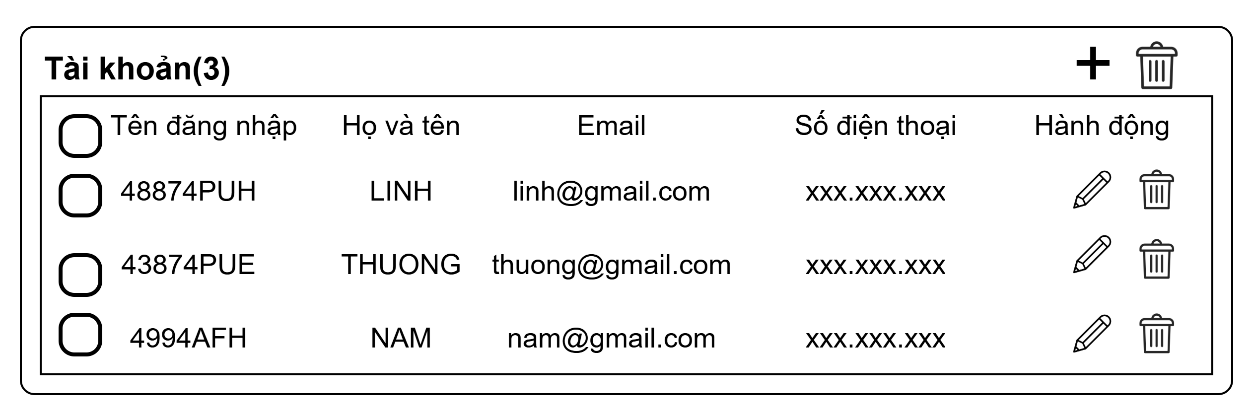 Tài khoản(3)
Tên đăng nhập Họ và tên Email Số điện thoại Hành động
48874PUH LINH linh@gmail.com xxx.xxx.xxx
43874PUE THUONG thuong@gmail.com xxx.xxx.xxx
4994AFH NAM nam@gmail.com xxx.xxx.xxx